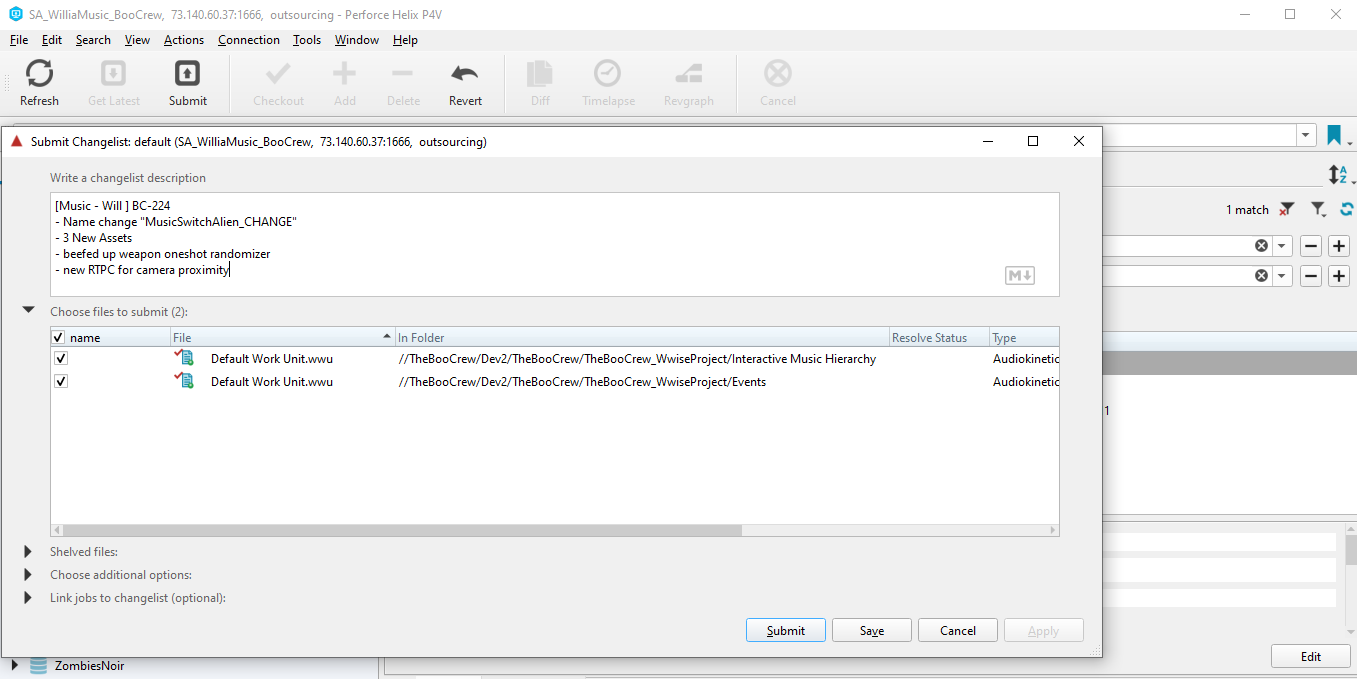 SA_WilliaMusic_BooCrew, 73.140.60.37:1666, outsourcing - Perforce Helix P4V
File Edit Search View Actions Connection Tools Window Help
Refresh Get Latest Submit Checkout Add Delete Revert Diff Timelapse Revgraph Cancel
Submit Changelist: default (SA_WilliaMusic_BooCrew, 73.140.60.37:1666, outsourcing)
Write a changelist description
[Music - Will ] BC-224
- Name change "MusicSwitchAlien_CHANGE"
- 3 New Assets
- beefed up weapon oneshot randomizer
- new RTPC for camera proximity
M
1 match
Choose files to submit (2):
name File In Folder Resolve Status Type
Default Work Unit.wwu //TheBooCrew/Dev2/TheBooCrew/TheBooCrew_WwiseProject/Interactive Music Hierarchy Audiokinetic
Default Work Unit.wwu //TheBooCrew/Dev2/TheBooCrew/TheBooCrew_WwiseProject/Events Audiokinetic
1
Shelved files:
Choose additional options:
Link jobs to changelist (optional):
Submit Save Cancel Apply
Edit
ZombiesNoir